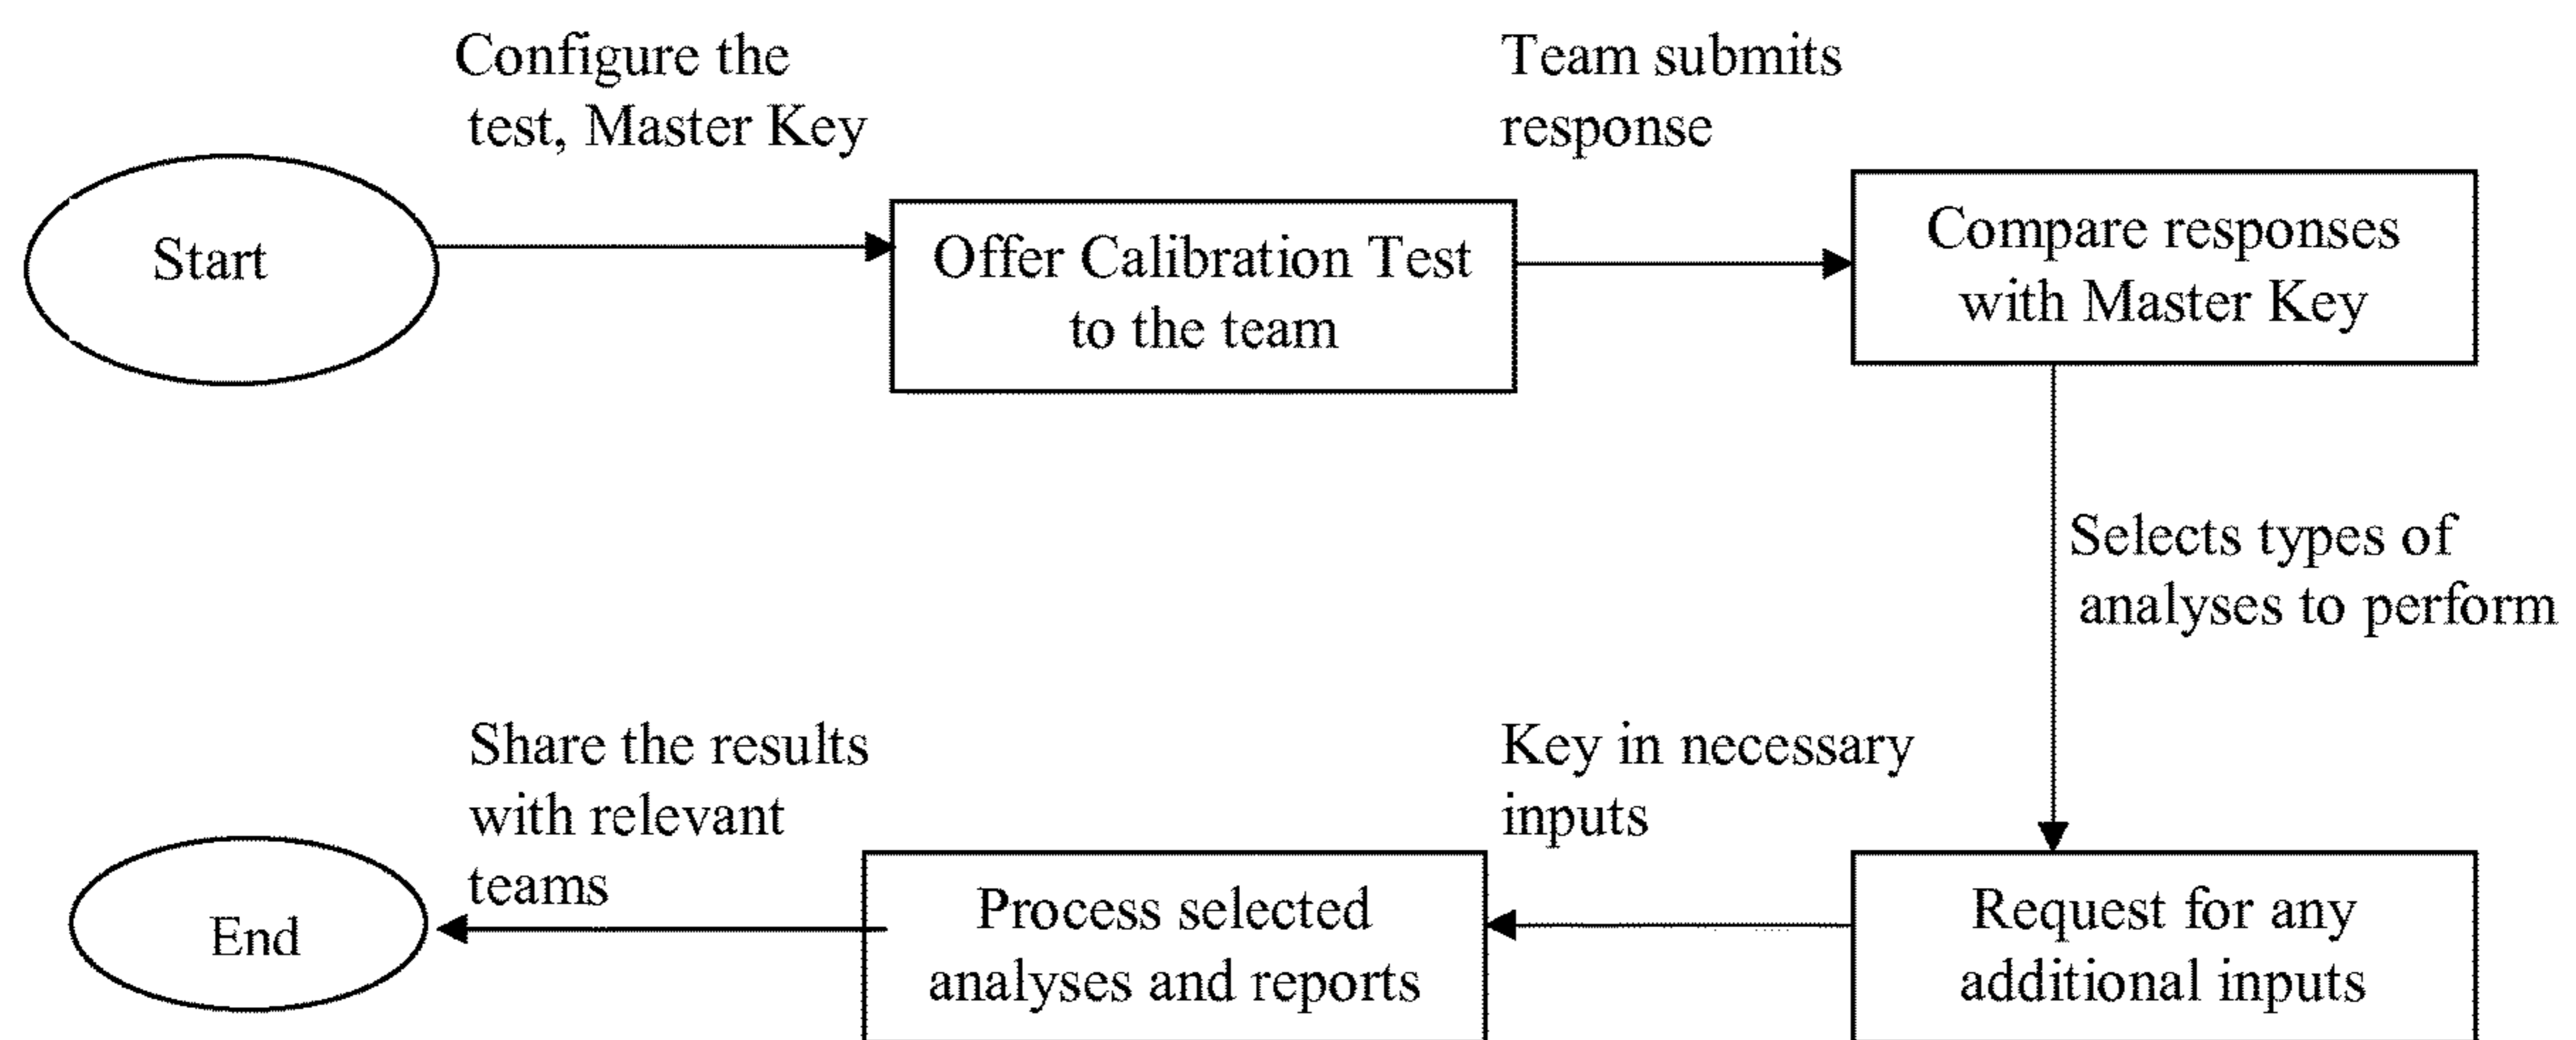 Configure the
test, Master Key
Team submits
response
Start
Offer Calibration Test
to the team
Compare responses
with Master Key
Selects types of
analyses to perform
Key in necessary
inputs
Share the results
with relevant
teams
Request for any
additional inputs
Process selected
analyses and reports
End